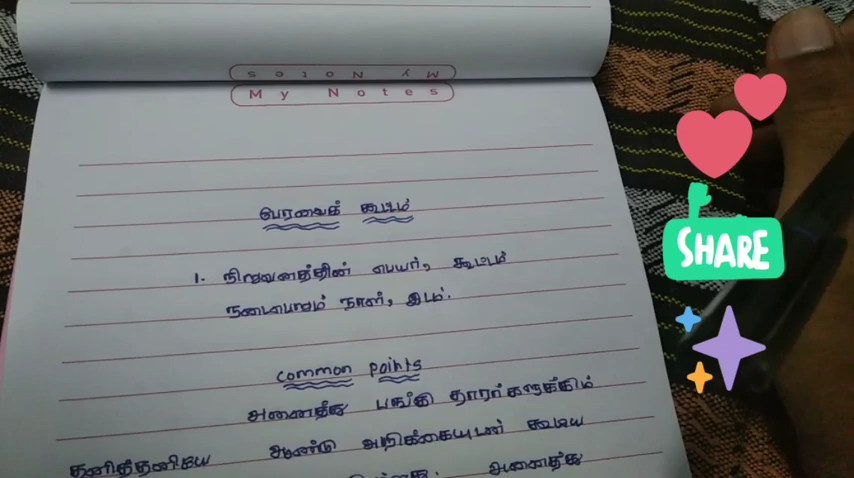 My Notes
My Notes
பேரவைக் கூட்டம்
1. நிறுவனத்தின் பெயர், கூட்டம்
நடைபெறும் நாள், இடம்.
common points
அனைத்து பங்கு தாரர்களுக்கும்
தனித்தனியே ஆண்டு அறிக்கையுடன் கூடிய
அனைத்து
SHARE